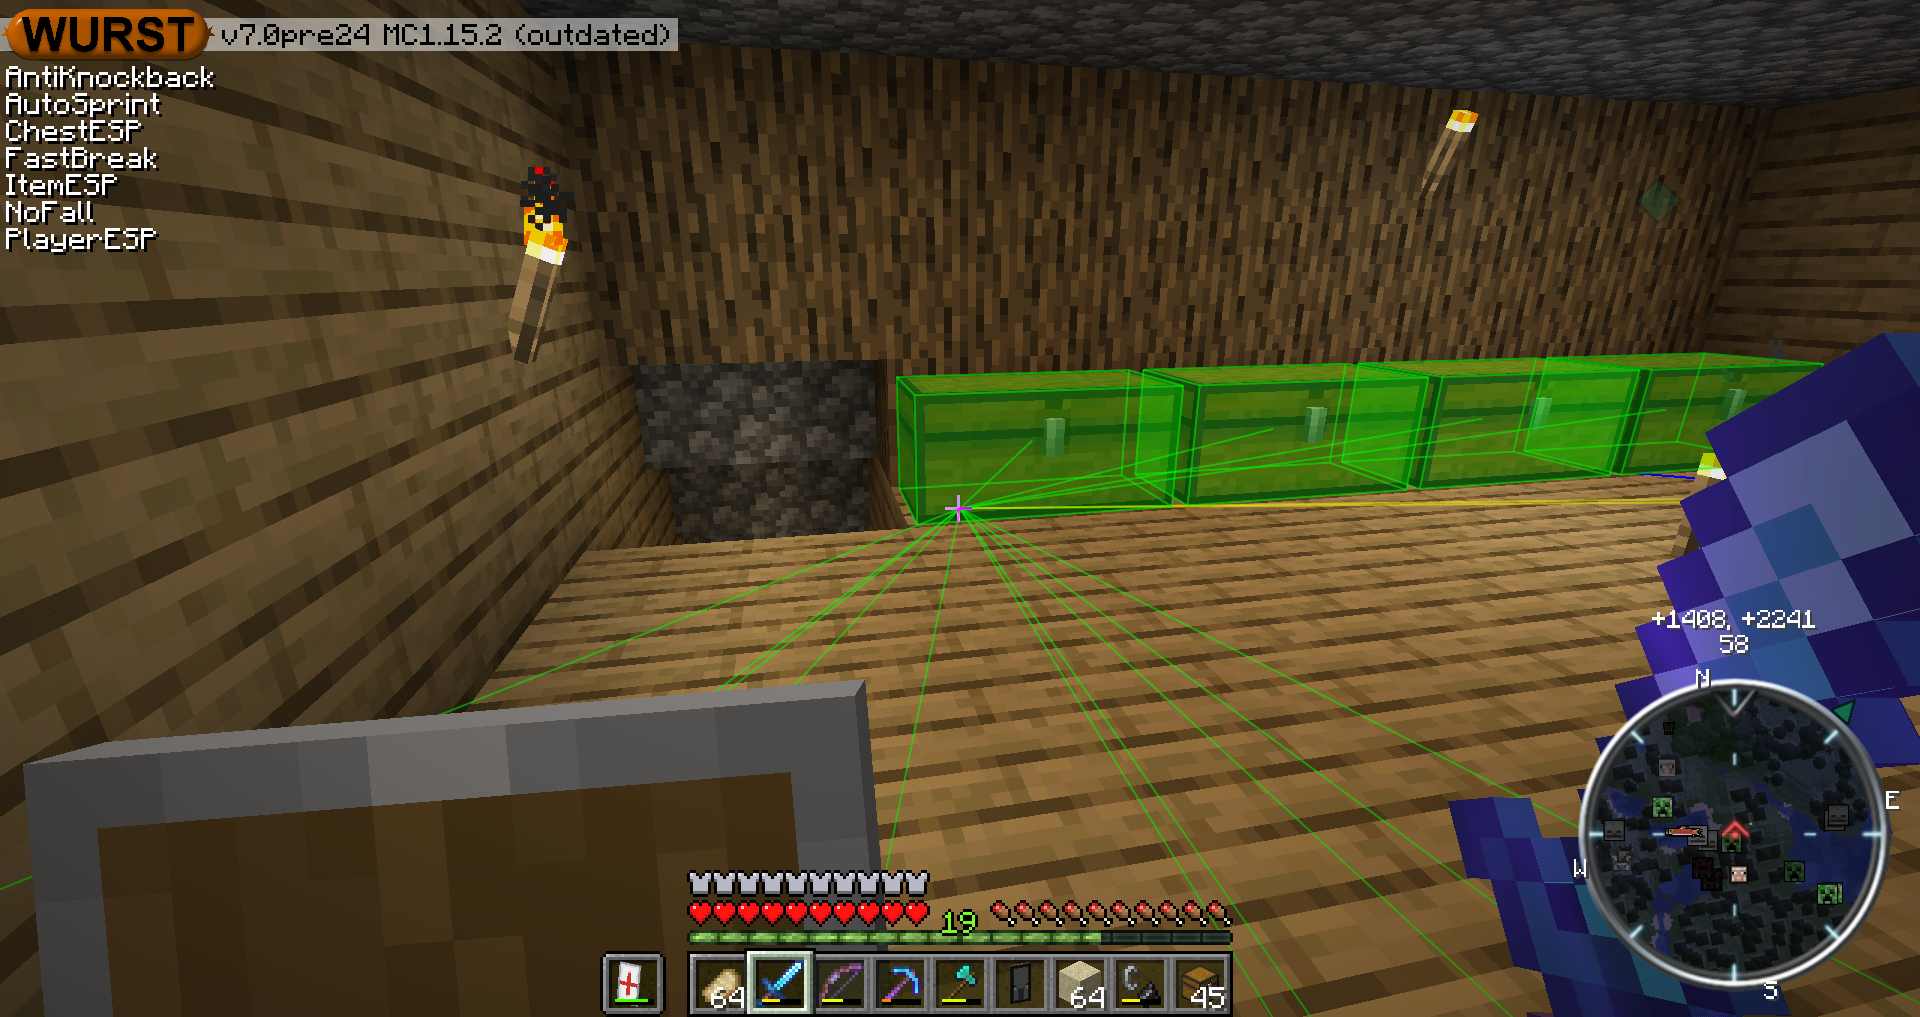 WURST v7.0pre24 MC1.15.2 (outdated)
AntiKnockback
AutoSprint
ChestESP
FastBreak
ItemESP
NoFall
PlayerESP
+1408, +2241
58
N
E
W
S
19
64
64
45